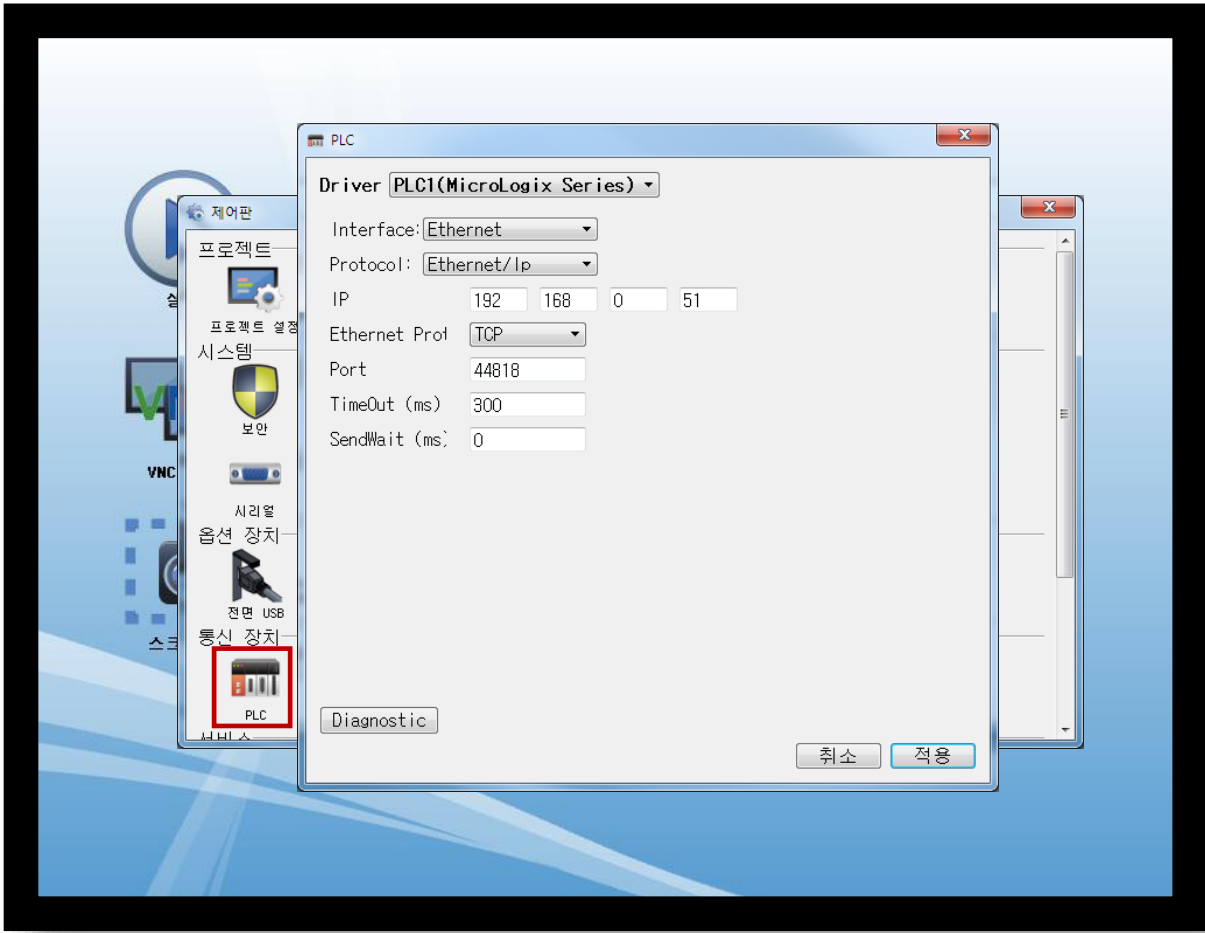 PLC
Driver PLC1(MicroLogix Series)
제어판
Interface: Ethernet
프로젝트
Protocol: Ethernet/Ip
IP 192 168 0 51
프로젝트 설정
Ethernet Prot TCP
시스템
Port 44818
TimeOut (ms) 300
보안
SendWait (ms) 0
VNC
시리얼
옵션 장치
전면 USB
통신 장치
PLC
Diagnostic
서비스
취소 적용